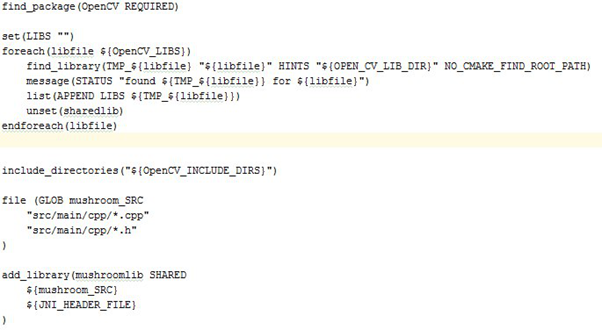 find_package(OpenCV REQUIRED)
set(LIBS "")
foreach(libfile ${OpenCV_LIBS})
    find_library(TMP_${libfile} "${libfile}" HINTS "${OPEN_CV_LIB_DIR}" NO_CMAKE_FIND_ROOT_PATH)
    message(STATUS "found ${TMP_${libfile}} for ${libfile}")
    list(APPEND LIBS ${TMP_${libfile}})
    unset(sharedlib)
endforeach(libfile)
include_directories("${OpenCV_INCLUDE_DIRS}")
file (GLOB mushroom_SRC
    "src/main/cpp/*.cpp"
    "src/main/cpp/*.h"
)
add_library(mushroomlib SHARED
    ${mushroom_SRC}
    ${JNI_HEADER_FILE}
)